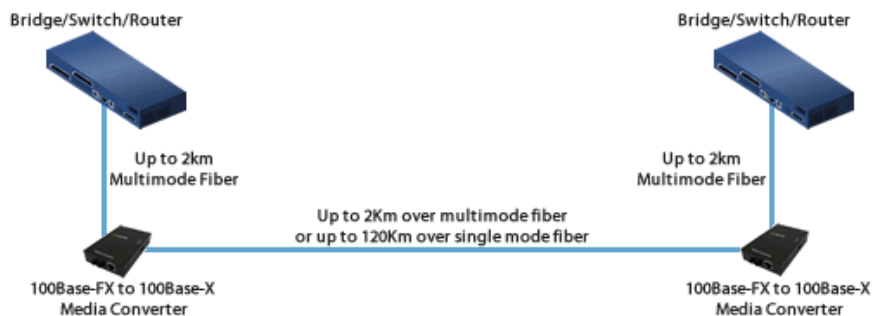 Bridge/Switch/Router
Bridge/Switch/Router
Up to 2km
Multimode Fiber
Up to 2km
Multimode Fiber
Up to 2Km over multimode fiber
or up to 120Km over single mode fiber
100Base-FX to 100Base-X
Media Converter
100Base-FX to 100Base-X
Media Converter